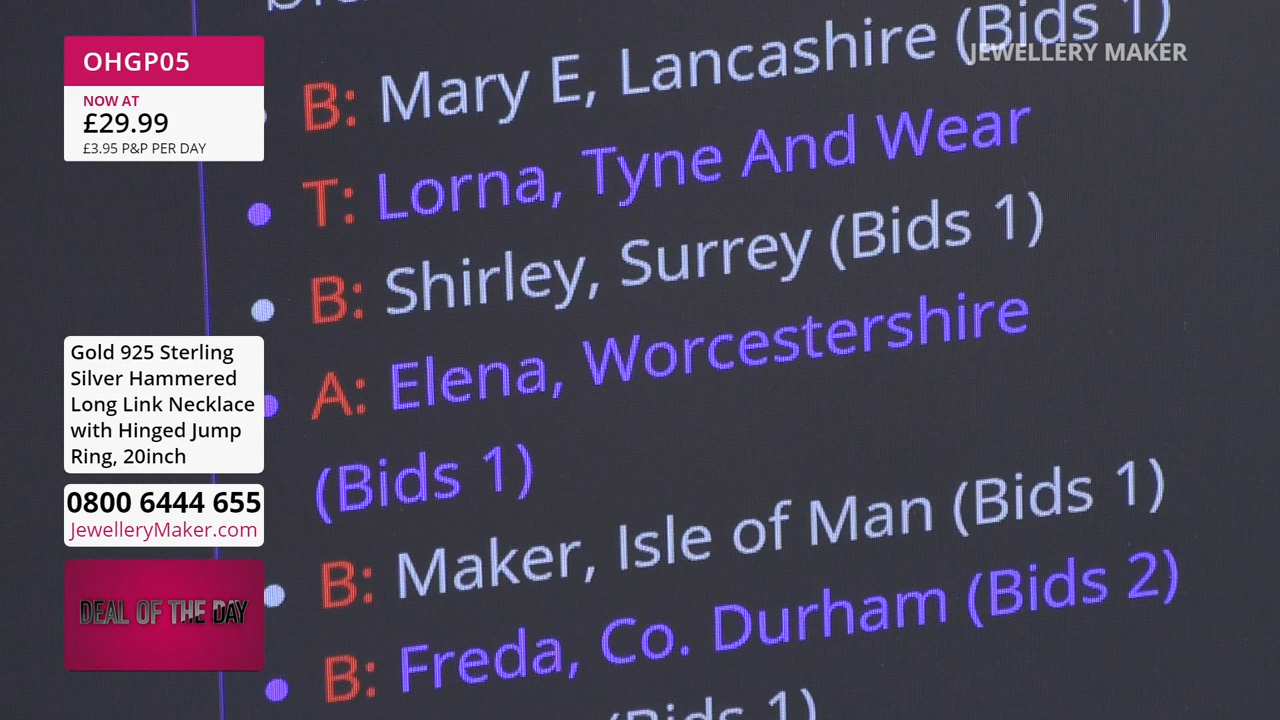 OHGP05
NOW AT
£29.99
£3.95 P&P PER DAY
JEWELLERY MAKER
B: Mary E, Lancashire (Bids 1)
T: Lorna, Tyne And Wear
B: Shirley, Surrey (Bids 1)
A: Elena, Worcestershire
(Bids 1)
B: Maker, Isle of Man (Bids 1)
B: Freda, Co. Durham (Bids 2)
(Bids 1)
Gold 925 Sterling
Silver Hammered
Long Link Necklace
with Hinged Jump
Ring, 20inch
0800 6444 655
JewelleryMaker.com
DEAL OF THE DAY